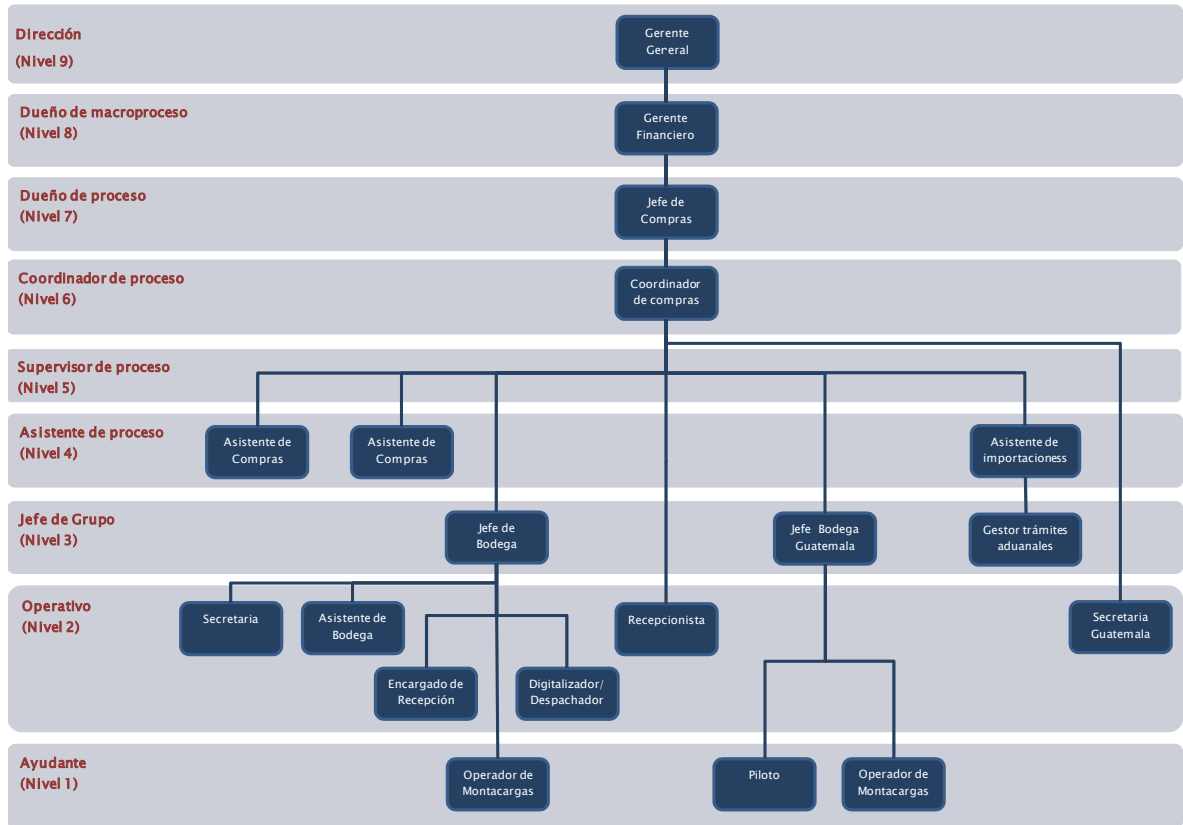 Dirección
(Nivel 9)
Gerente
General
Dueño de macroproceso
(Nivel 8)
Gerente
Financiero
Dueño de proceso
(Nivel 7)
Jefe de
Compras
Coordinador de proceso
(Nivel 6)
Coordinador
de compras
Supervisor de proceso
(Nivel 5)
Asistente de proceso
(Nivel 4)
Asistente de
Compras
Asistente de
Compras
Asistente de
importacioness
Jefe de Grupo
(Nivel 3)
Jefe de
Bodega
Jefe Bodega
Guatemala
Gestor trámites
aduanales
Operativo
(Nivel 2)
Secretaria
Asistente de
Bodega
Recepcionista
Secretaria
Guatemala
Encargado de
Recepción
Digitalizador/
Despachador
Ayudante
(Nivel 1)
Operador de
Montacargas
Piloto
Operador de
Montacargas